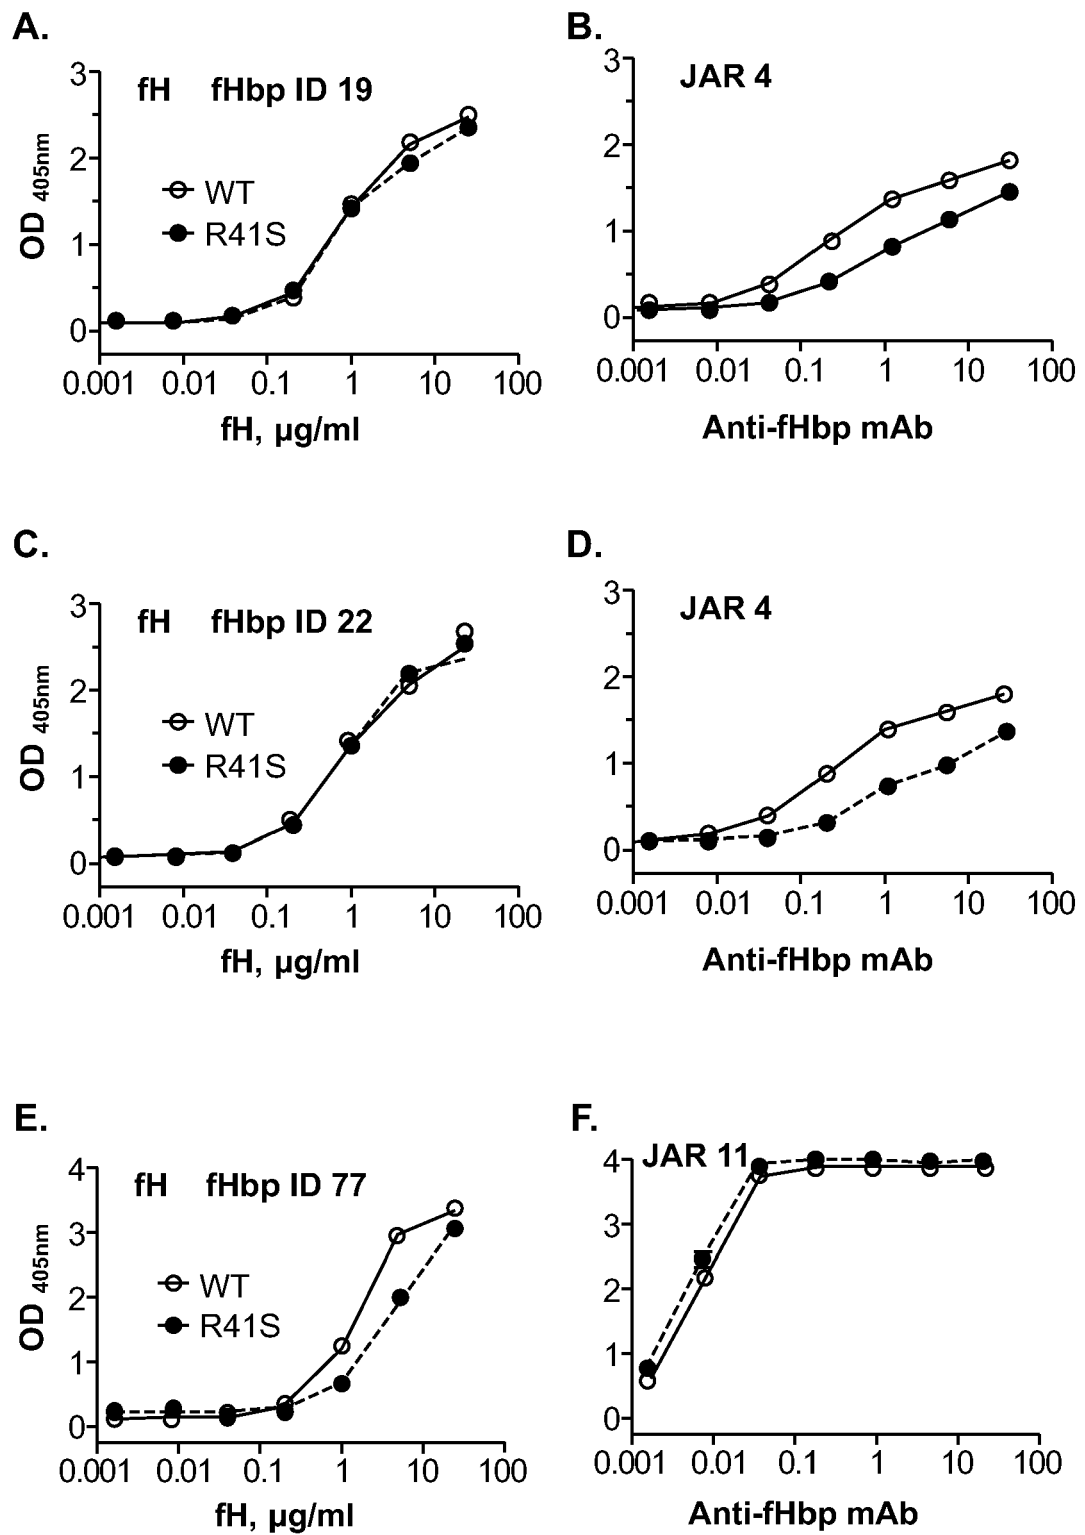 A.
fH fHbp ID 19
WT
R41S
OD 405nm
3
2
1
0
0.001 0.01 0.1 1 10 100
fH, µg/ml
B.
JAR 4
3
2
1
0
0.001 0.01 0.1 1 10 100
Anti-fHbp mAb
C.
fH fHbp ID 22
WT
R41S
OD 405nm
3
2
1
0
0.001 0.01 0.1 1 10 100
fH, µg/ml
D.
JAR 4
3
2
1
0
0.001 0.01 0.1 1 10 100
Anti-fHbp mAb
E.
fH fHbp ID 77
WT
R41S
OD 405nm
4
3
2
1
0
0.001 0.01 0.1 1 10 100
fH, µg/ml
F.
JAR 11
4
3
2
1
0
0.001 0.01 0.1 1 10 100
Anti-fHbp mAb